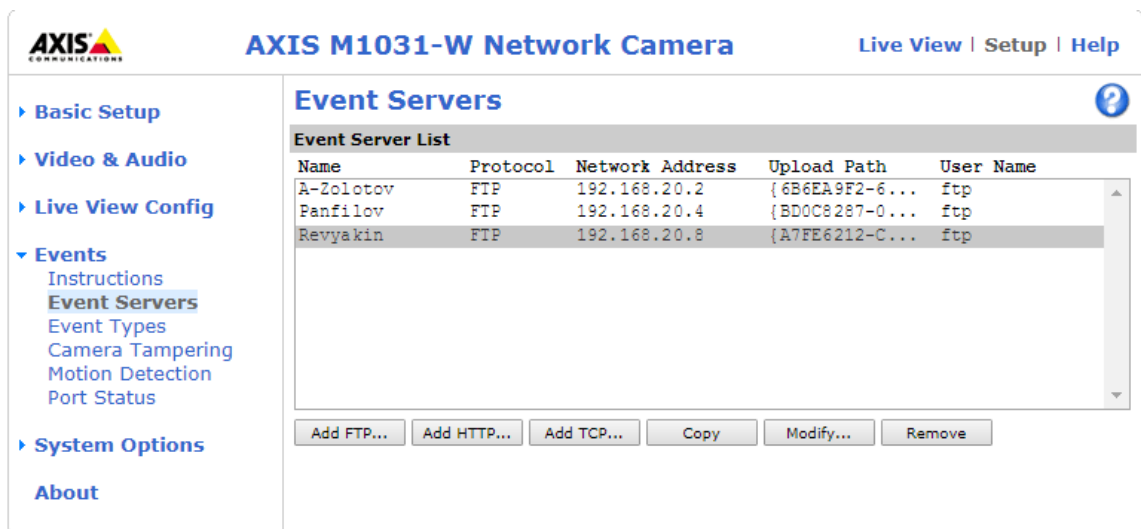 AXIS
COMMUNICATIONS
AXIS M1031-W Network Camera
Live View | Setup | Help
Basic Setup
Video & Audio
Live View Config
Events
Instructions
Event Servers
Event Types
Camera Tampering
Motion Detection
Port Status
System Options
About
Event Servers
?
Event Server List
Name Protocol Network Address Upload Path User Name
A-Zolotov FTP 192.168.20.2 {6B6EA9F2-6... ftp
Panfilov FTP 192.168.20.4 {BD0C8287-0... ftp
Revyakin FTP 192.168.20.8 {A7FE6212-C... ftp
Add FTP... Add HTTP... Add TCP... Copy Modify... Remove